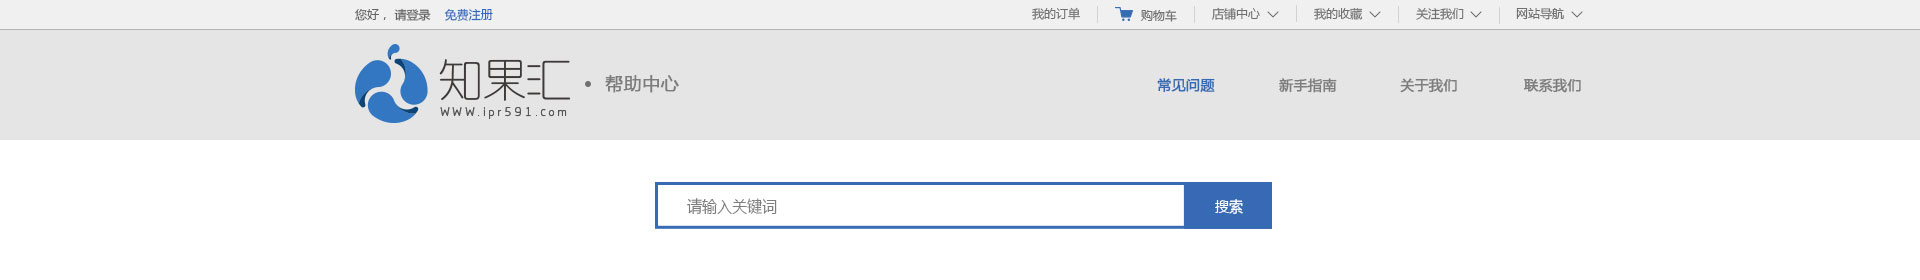 您好，请登录 免费注册 我的订单 购物车 店铺中心 我的收藏 关注我们 网站导航
知果汇 • 帮助中心 常见问题 新手指南 关于我们 联系我们
www.ipr591.com
请输入关键词 搜索